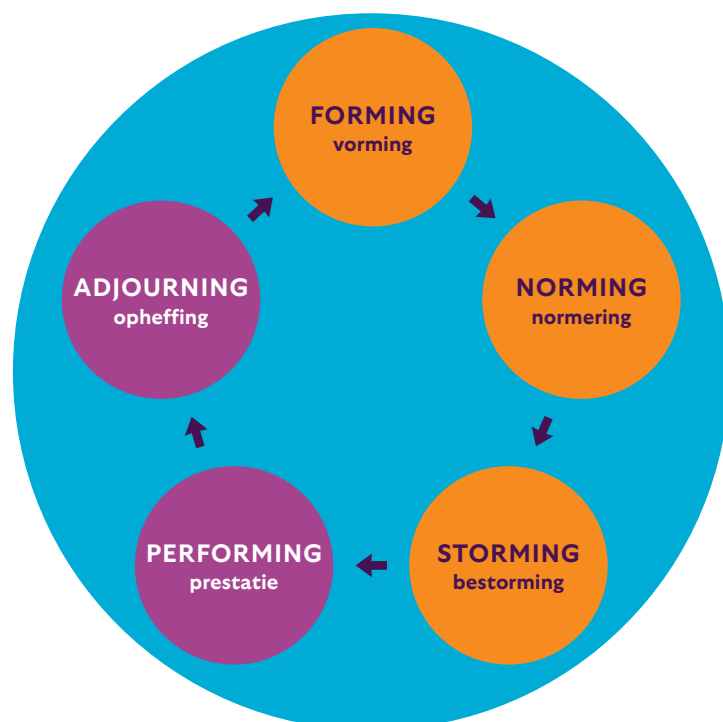 FORMING
vorming
NORMING
normering
STORMING
bestorming
PERFORMING
prestatie
ADJOURNING
opheffing